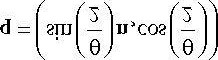 q = (sin(θ/2) n, cos(θ/2))